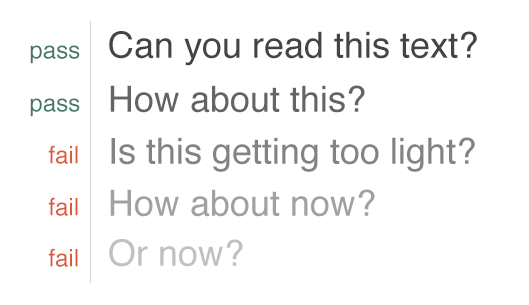 pass Can you read this text?
pass How about this?
fail Is this getting too light?
fail How about now?
fail Or now?